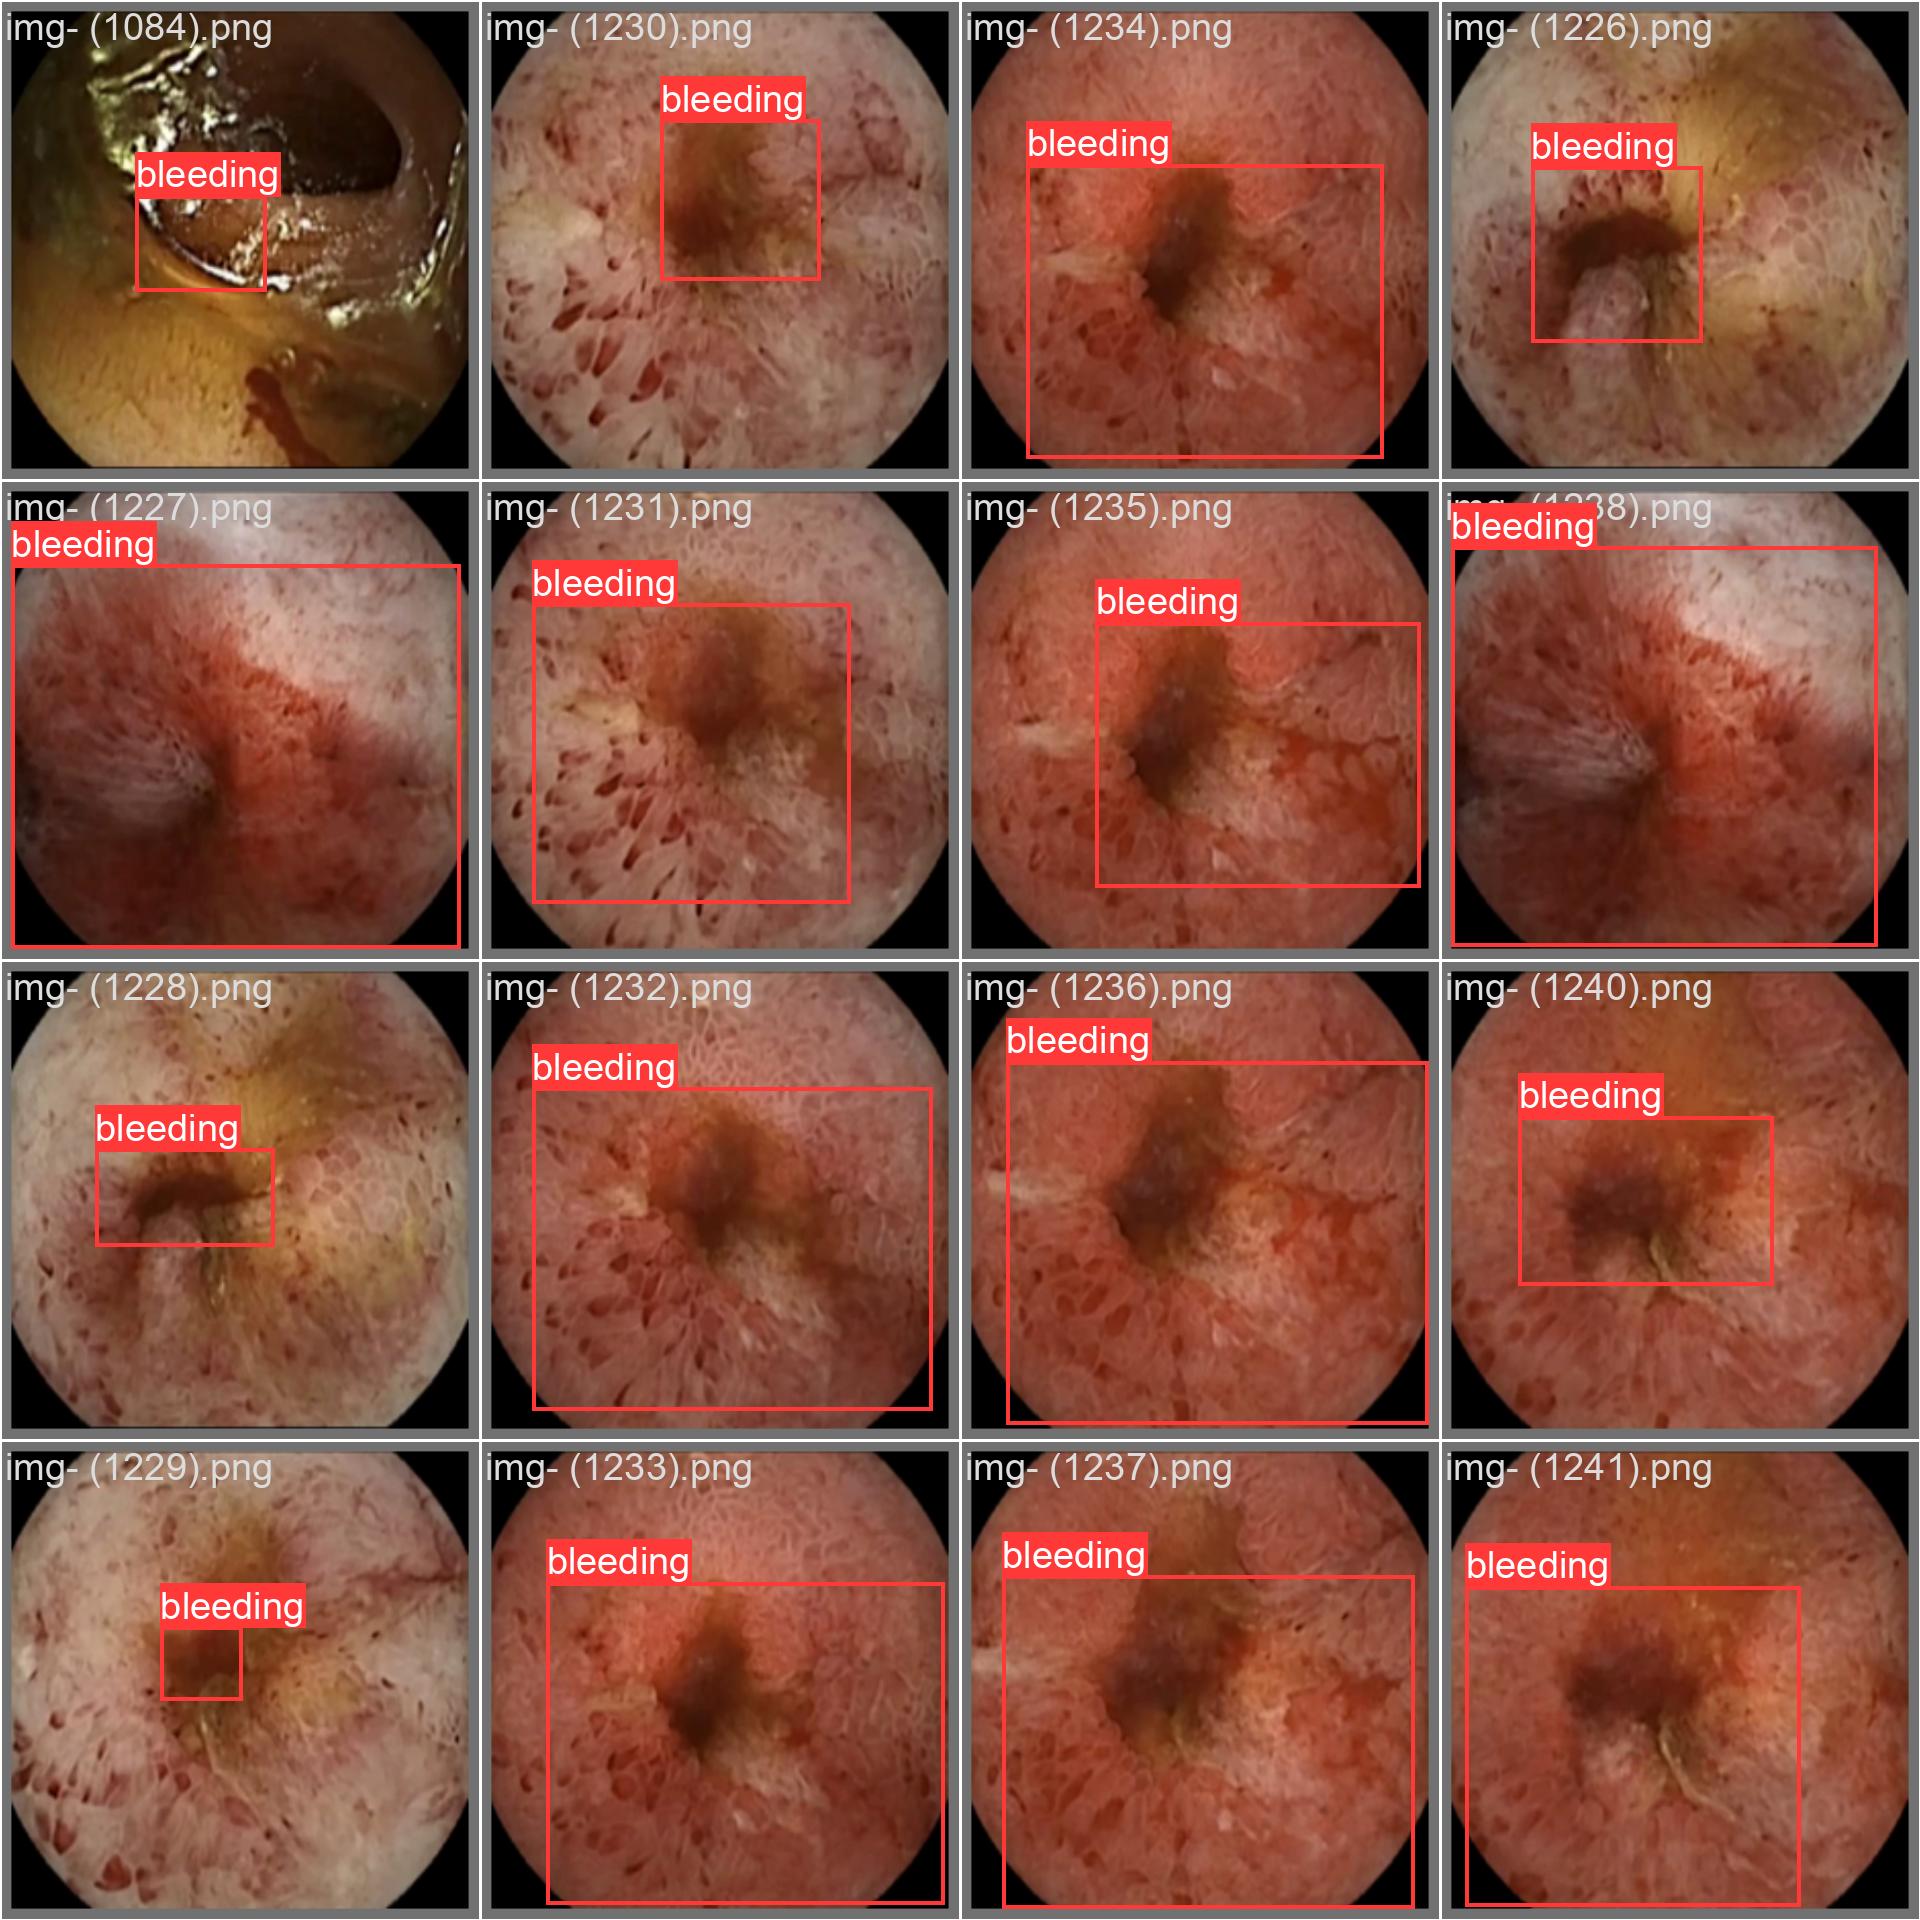 img- (1084).png
bleeding
img- (1230).png
bleeding
img- (1234).png
bleeding
img- (1226).png
bleeding
img- (1227).png
bleeding
img- (1231).png
bleeding
img- (1235).png
bleeding
38).png
bleeding
img- (1228).png
bleeding
img- (1232).png
bleeding
img- (1236).png
bleeding
img- (1240).png
bleeding
img- (1229).png
bleeding
img- (1233).png
bleeding
img- (1237).png
bleeding
img- (1241).png
bleeding